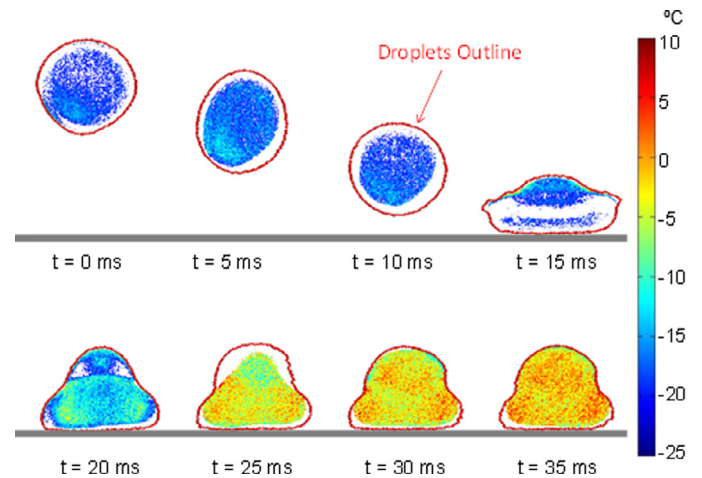 ºC
Droplets Outline
10
5
0
-5
-10
-15
-20
-25
t = 0 ms
t = 5 ms
t = 10 ms
t = 15 ms
t = 20 ms
t = 25 ms
t = 30 ms
t = 35 ms